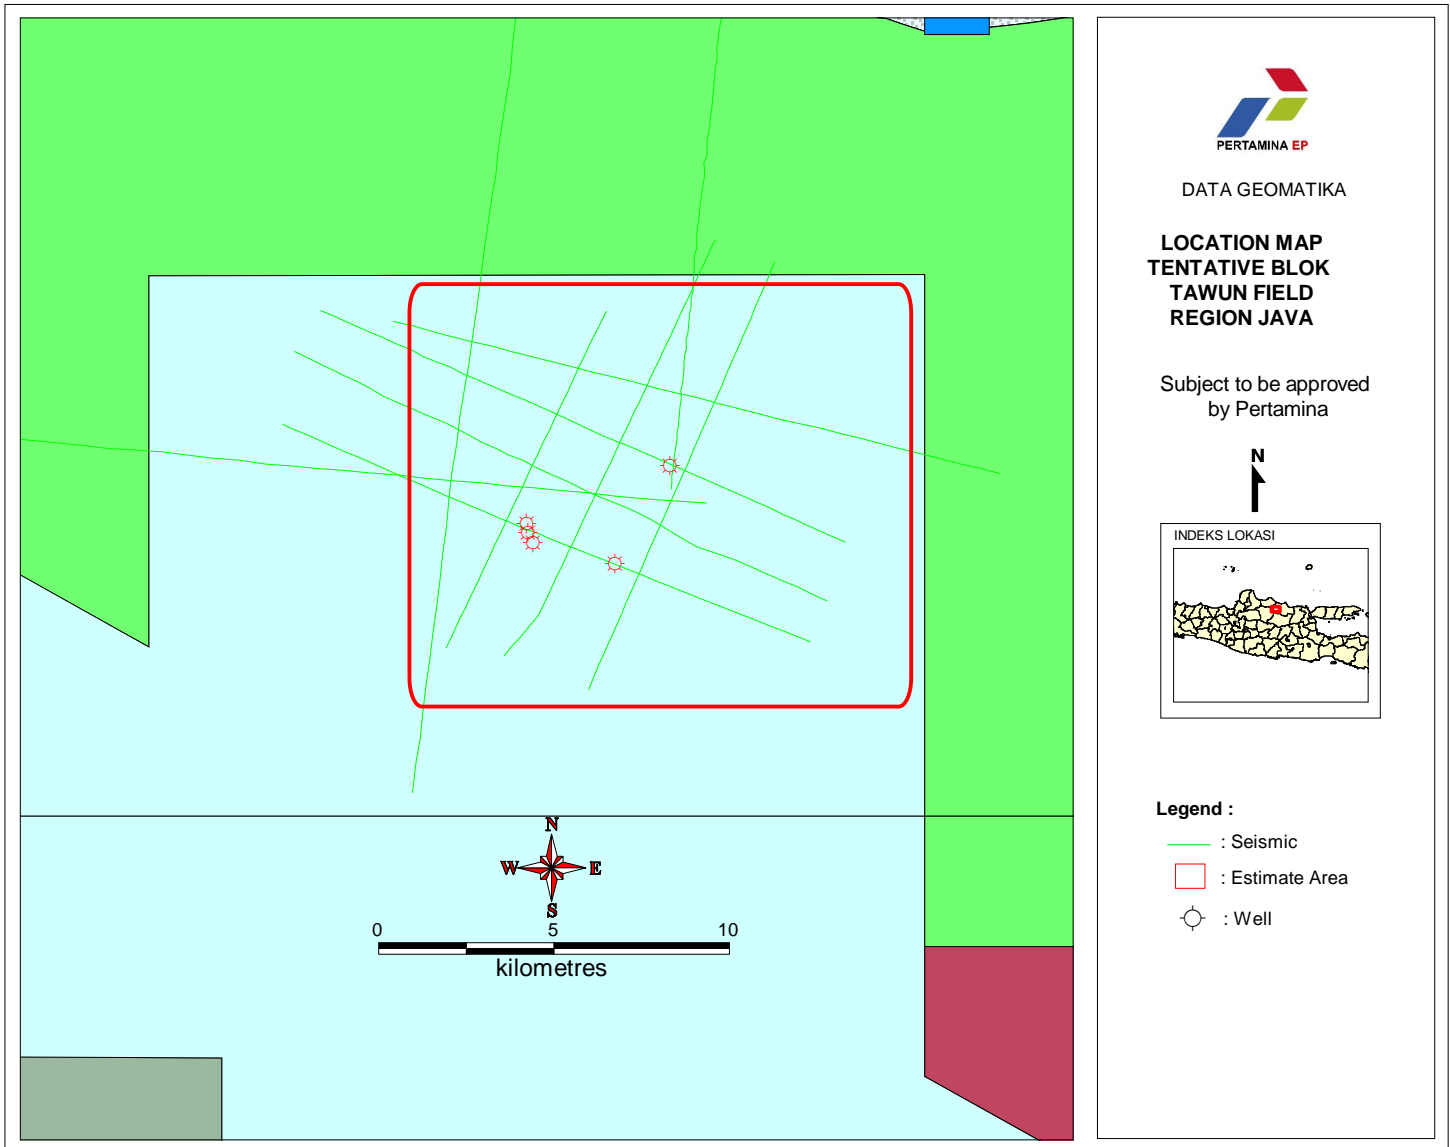 PERTAMINA EP
DATA GEOMATIKA
LOCATION MAP
TENTATIVE BLOK
TAWUN FIELD
REGION JAVA
Subject to be approved
by Pertamina
N
INDEKS LOKASI
Legend :
: Seismic
: Estimate Area
: Well
N
W E
S
0 5 10
kilometres